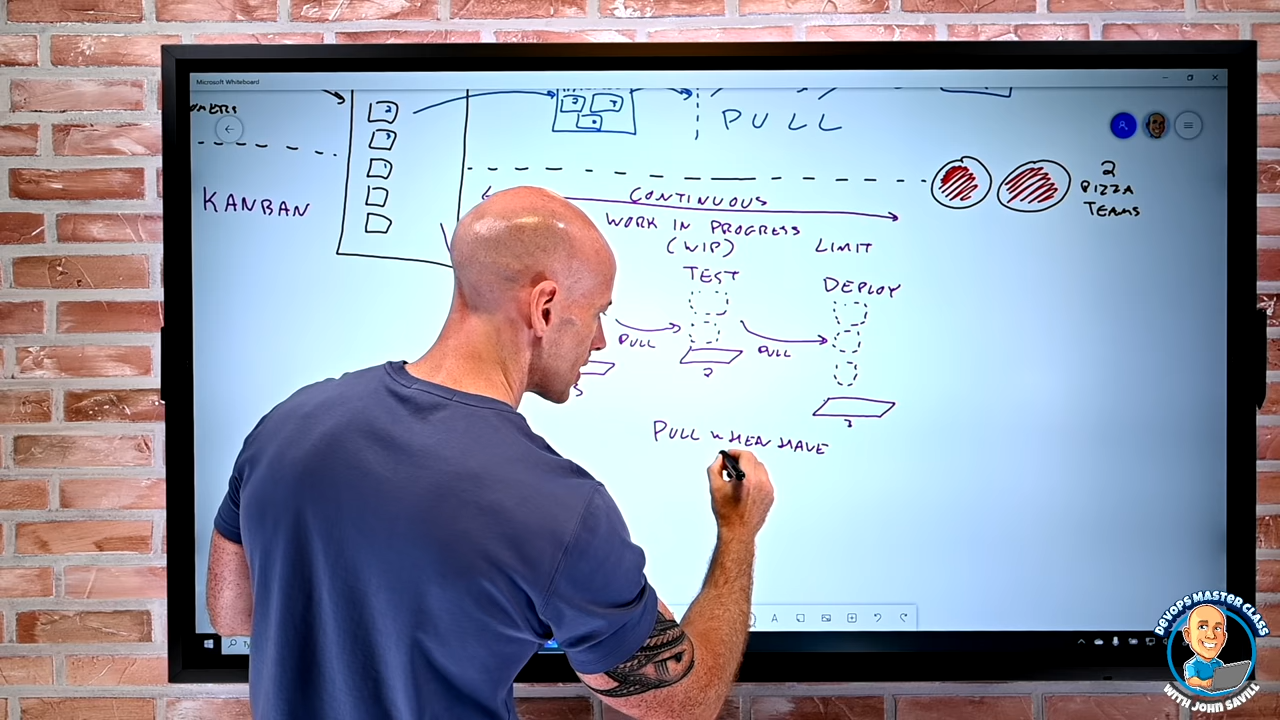 Microsoft Whiteboard
PULL
2
PIZZA
TEAMS
KANBAN
CONTINUOUS
WORK IN PROGRESS
(WIP) LIMIT
TEST
DEPLOY
PULL
PULL
2
3
PULL WHEN HAVE
DEVOPS MASTER CLASS
WITH JOHN SAVILL